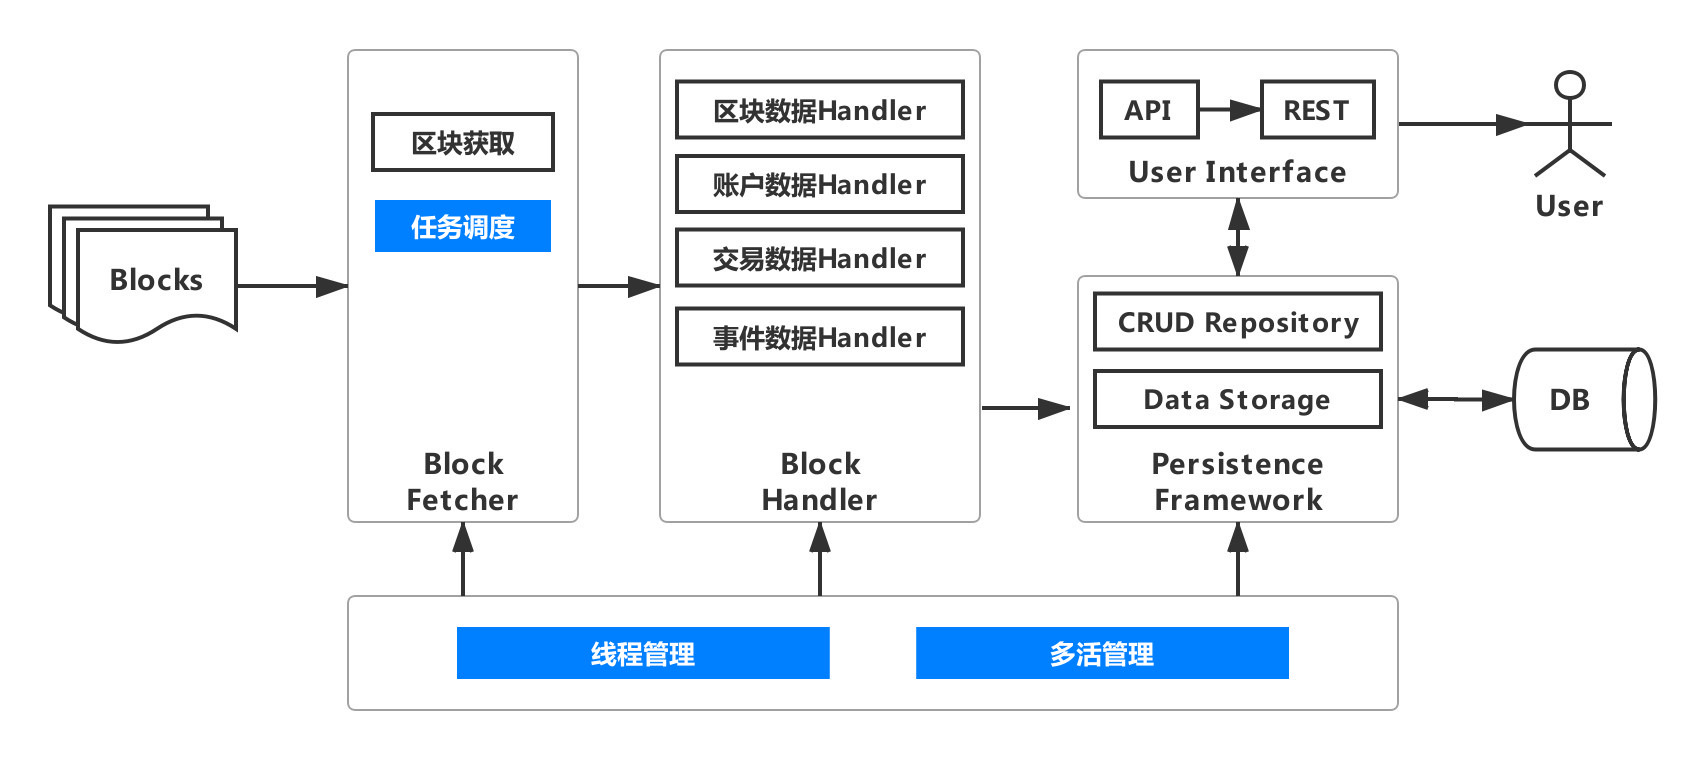 Blocks
区块获取
任务调度
Block
Fetcher
区块数据Handler
账户数据Handler
交易数据Handler
事件数据Handler
Block
Handler
API
REST
User Interface
User
CRUD Repository
Data Storage
Persistence
Framework
DB
线程管理
多活管理